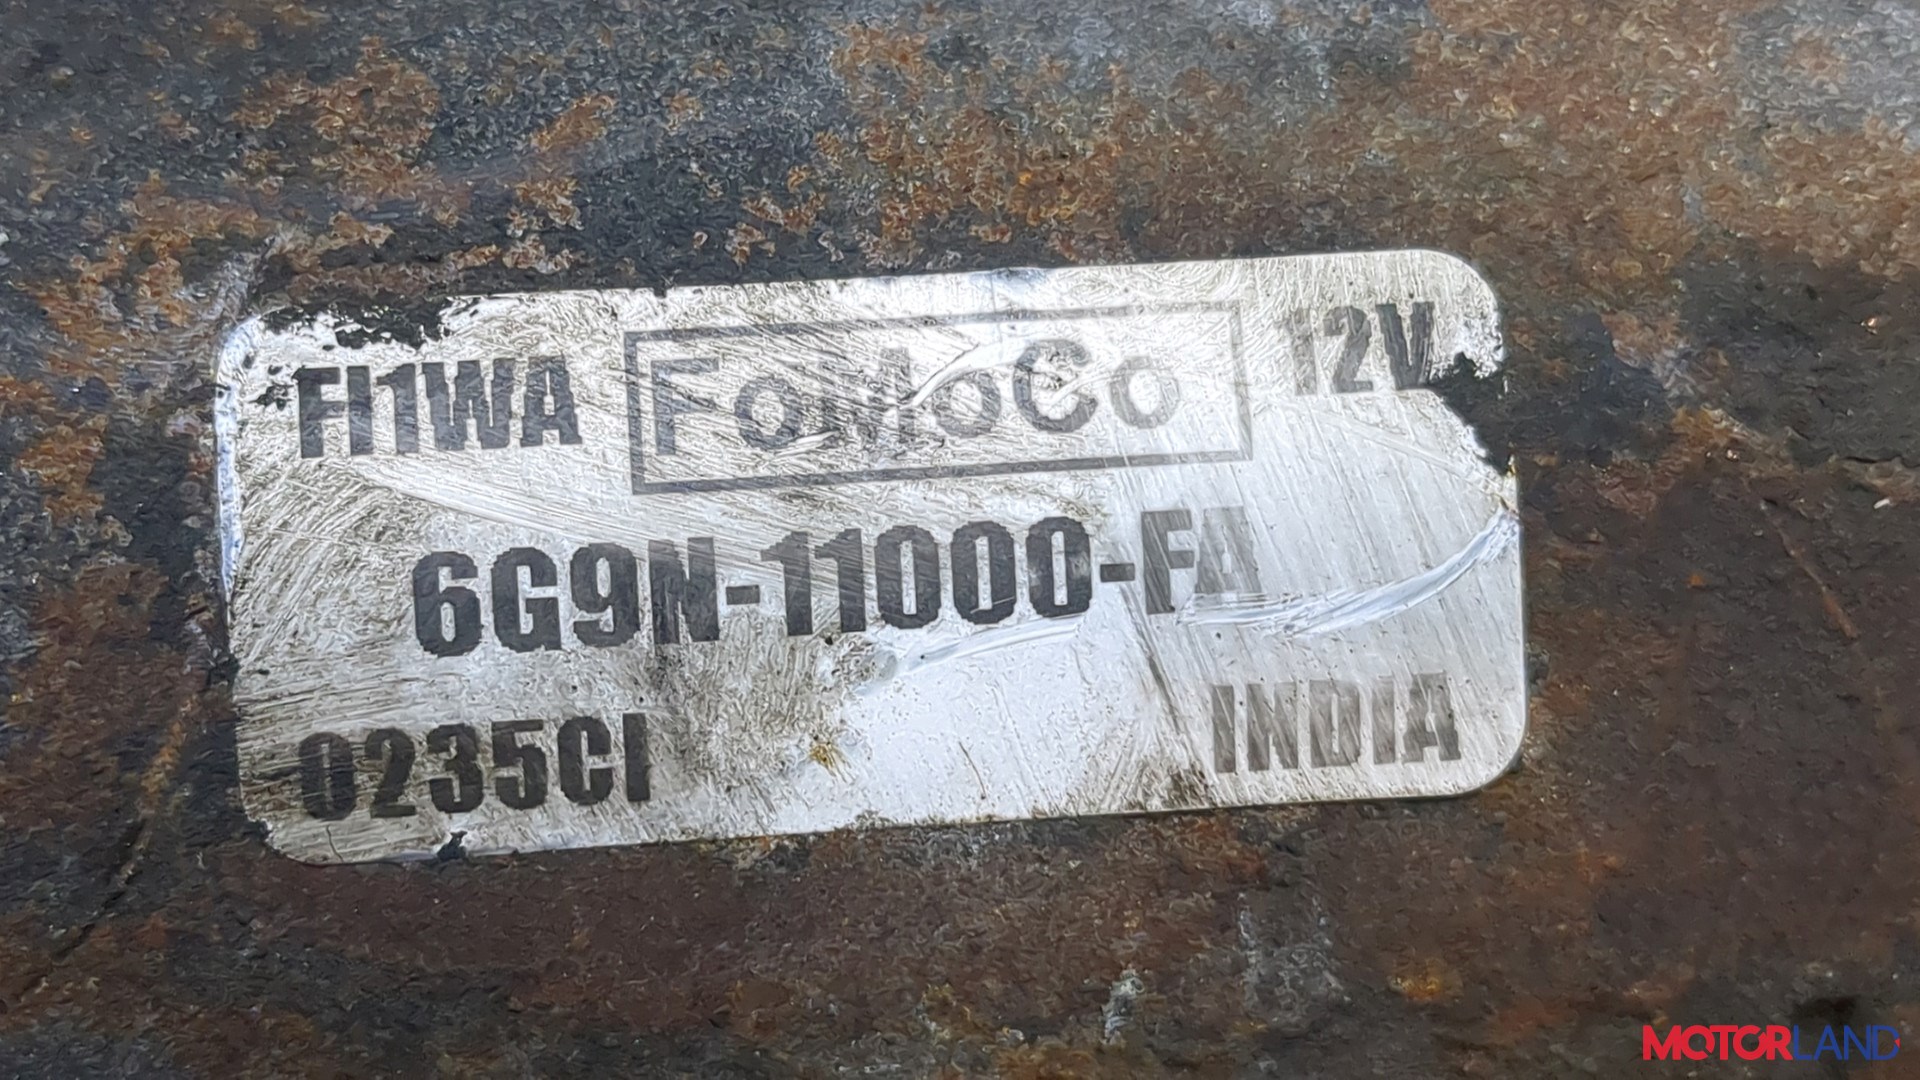 FI1WA FoMoCo 12V
6G9N-11000-FA
0235CI INDIA
MOTORLAND